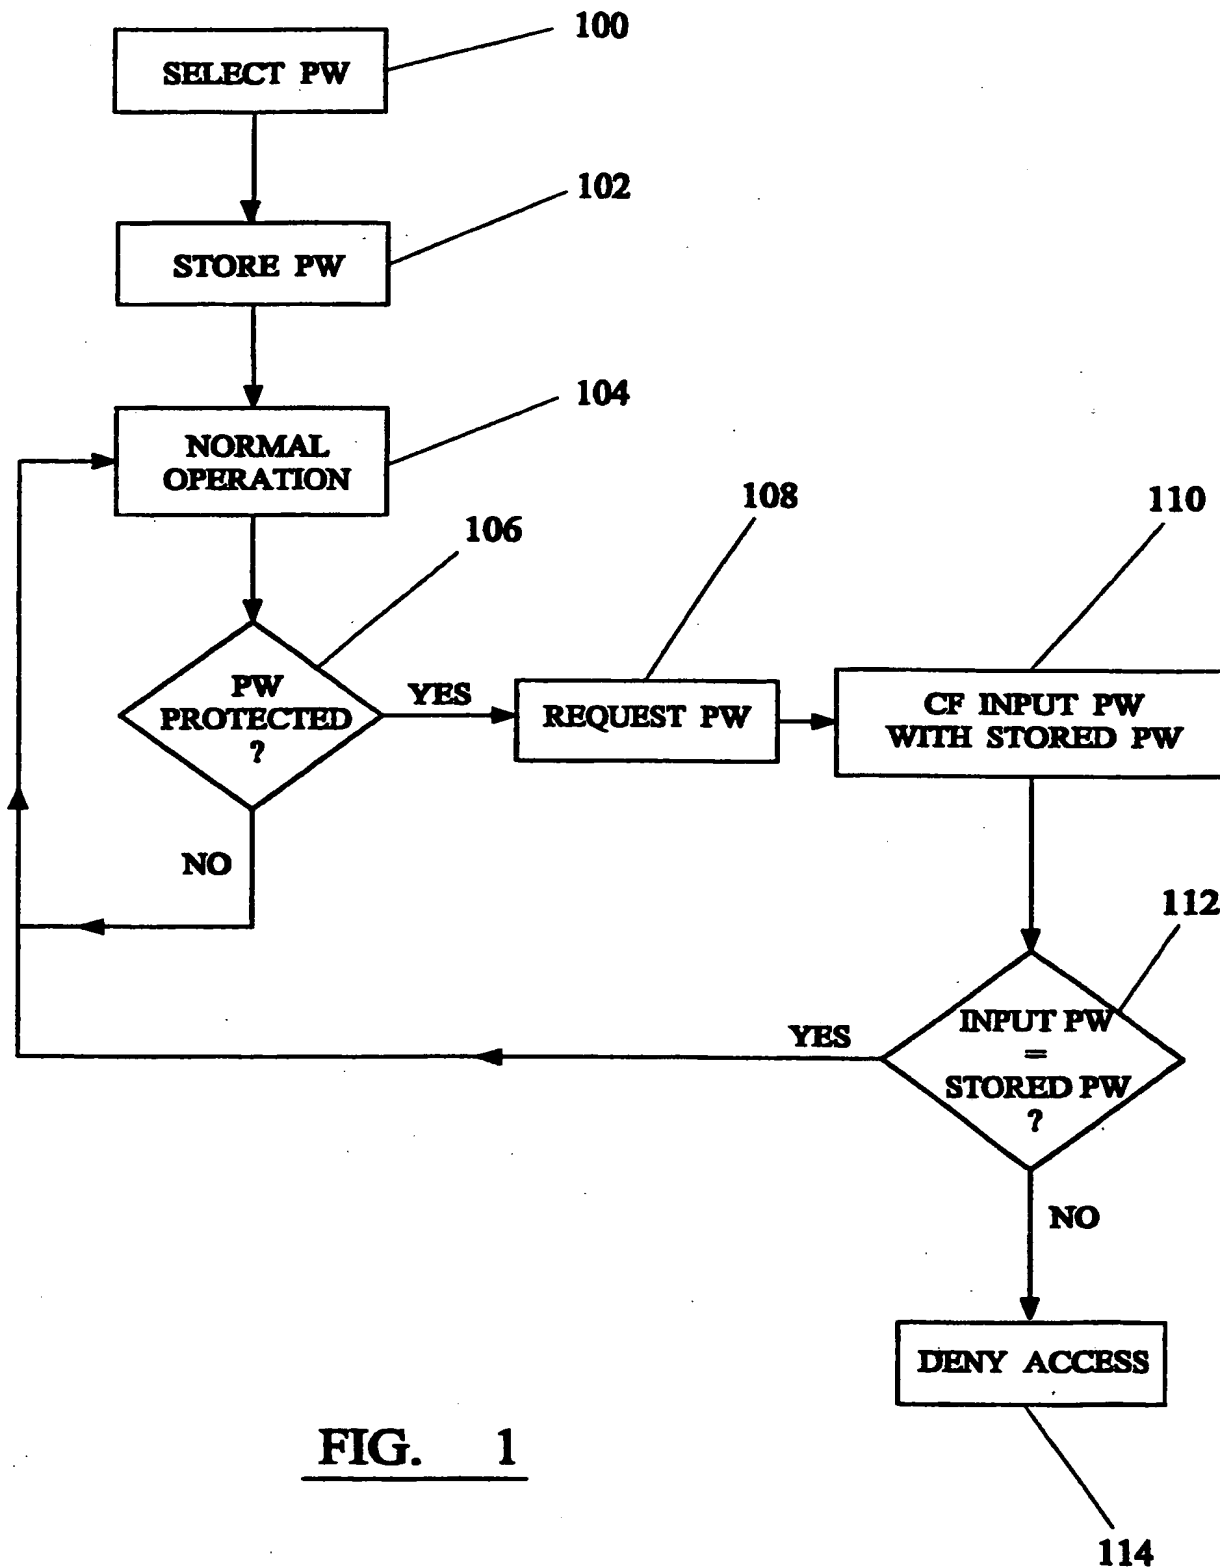 100
SELECT PW
102
STORE PW
104
NORMAL
OPERATION
106
108
110
PW
PROTECTED
?
YES
REQUEST PW
CF INPUT PW
WITH STORED PW
NO
112
YES
INPUT PW
=
STORED PW
?
NO
DENY ACCESS
FIG. 1
114